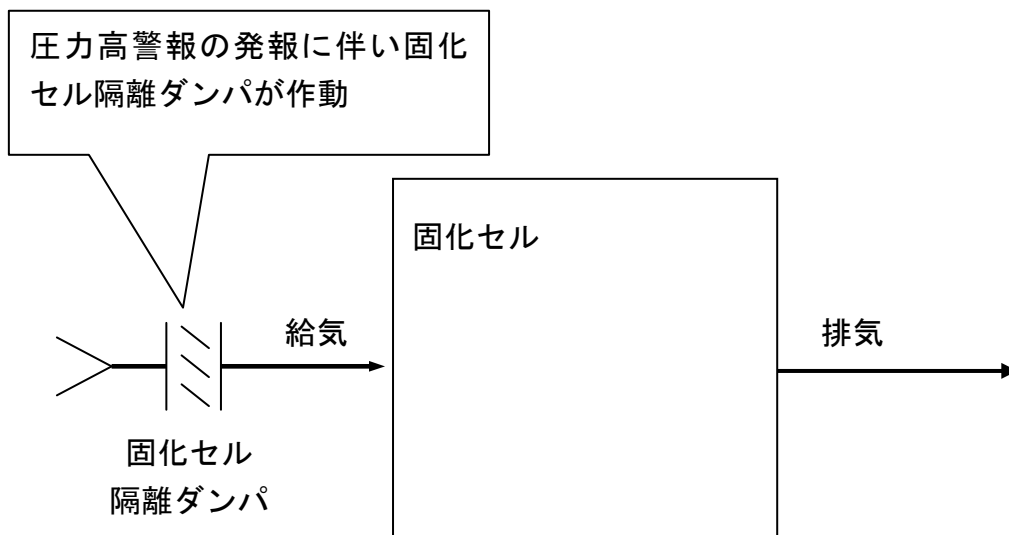 圧力高警報の発報に伴い固化
セル隔離ダンパが作動
固化セル
給気
排気
固化セル
隔離ダンパ